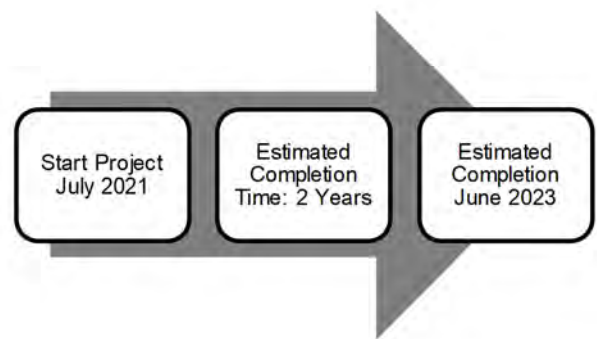 Start Project
July 2021
Estimated
Completion
Time: 2 Years
Estimated
Completion
June 2023